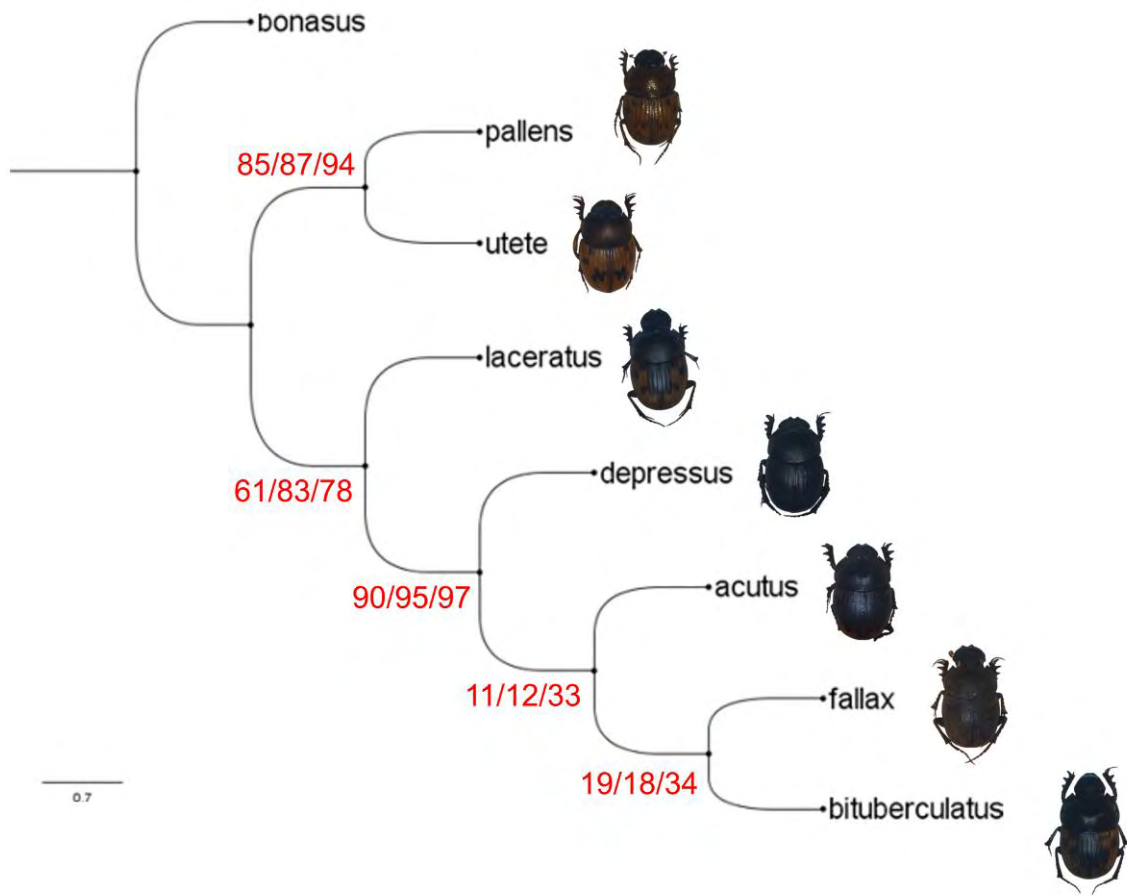 bonasus
pallens
85/87/94
utete
laceratus
depressus
61/83/78
acutus
90/95/97
11/12/33
fallax
19/18/34
0.7
bituberculatus